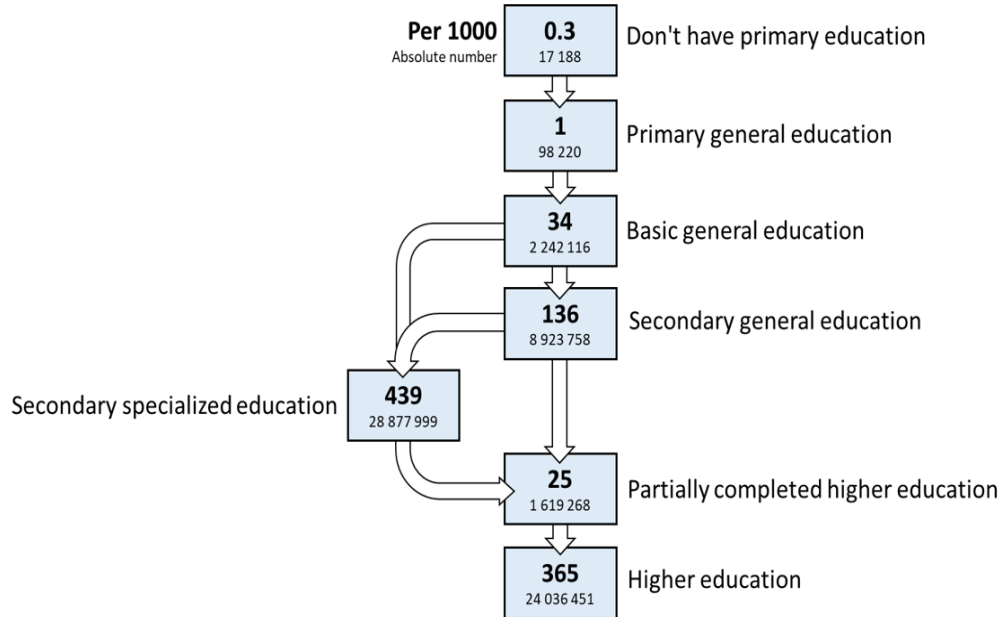 Per 1000
Absolute number
0.3
17 188
Don't have primary education
1
98 220
Primary general education
34
2 242 116
Basic general education
136
8 923 758
Secondary general education
Secondary specialized education
439
28 877 999
25
1 619 268
Partially completed higher education
365
24 036 451
Higher education